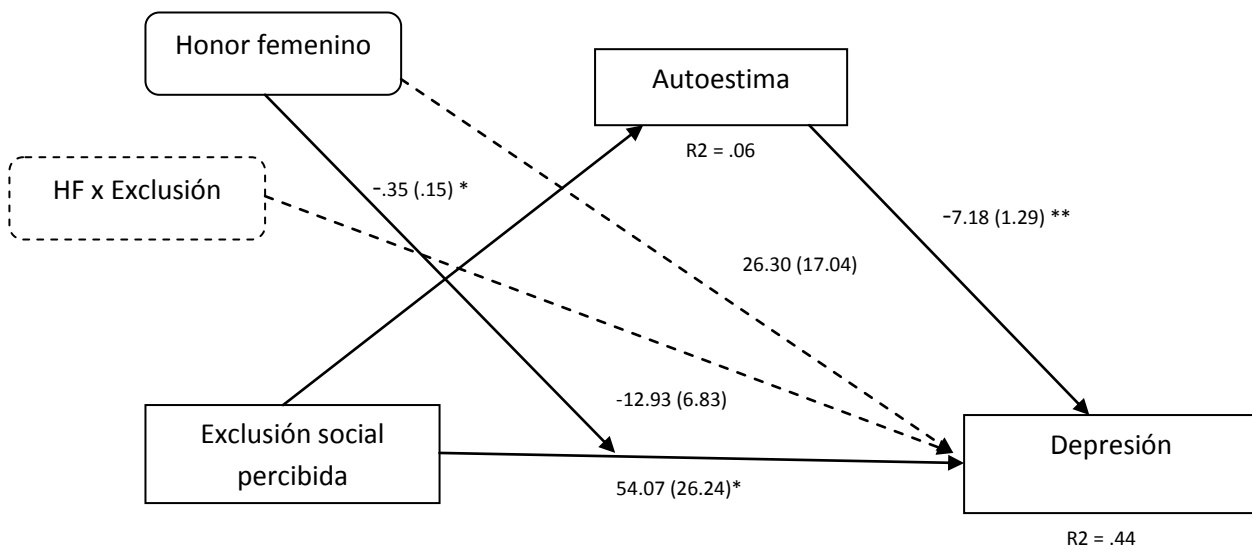 Honor femenino
Autoestima
R2 = .06
HF x Exclusión
-.35 (.15) *
-7.18 (1.29) **
26.30 (17.04)
-12.93 (6.83)
Exclusión social
percibida
Depresión
54.07 (26.24)*
R2 = .44